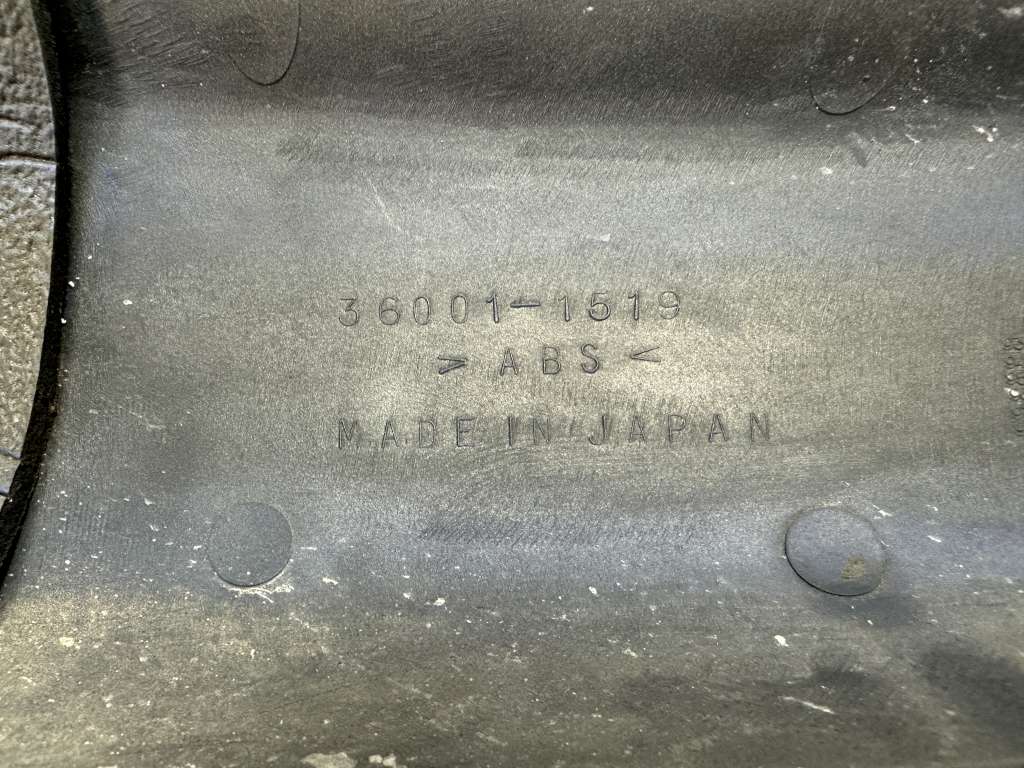 36001-1519
> ABS <
MADE IN JAPAN